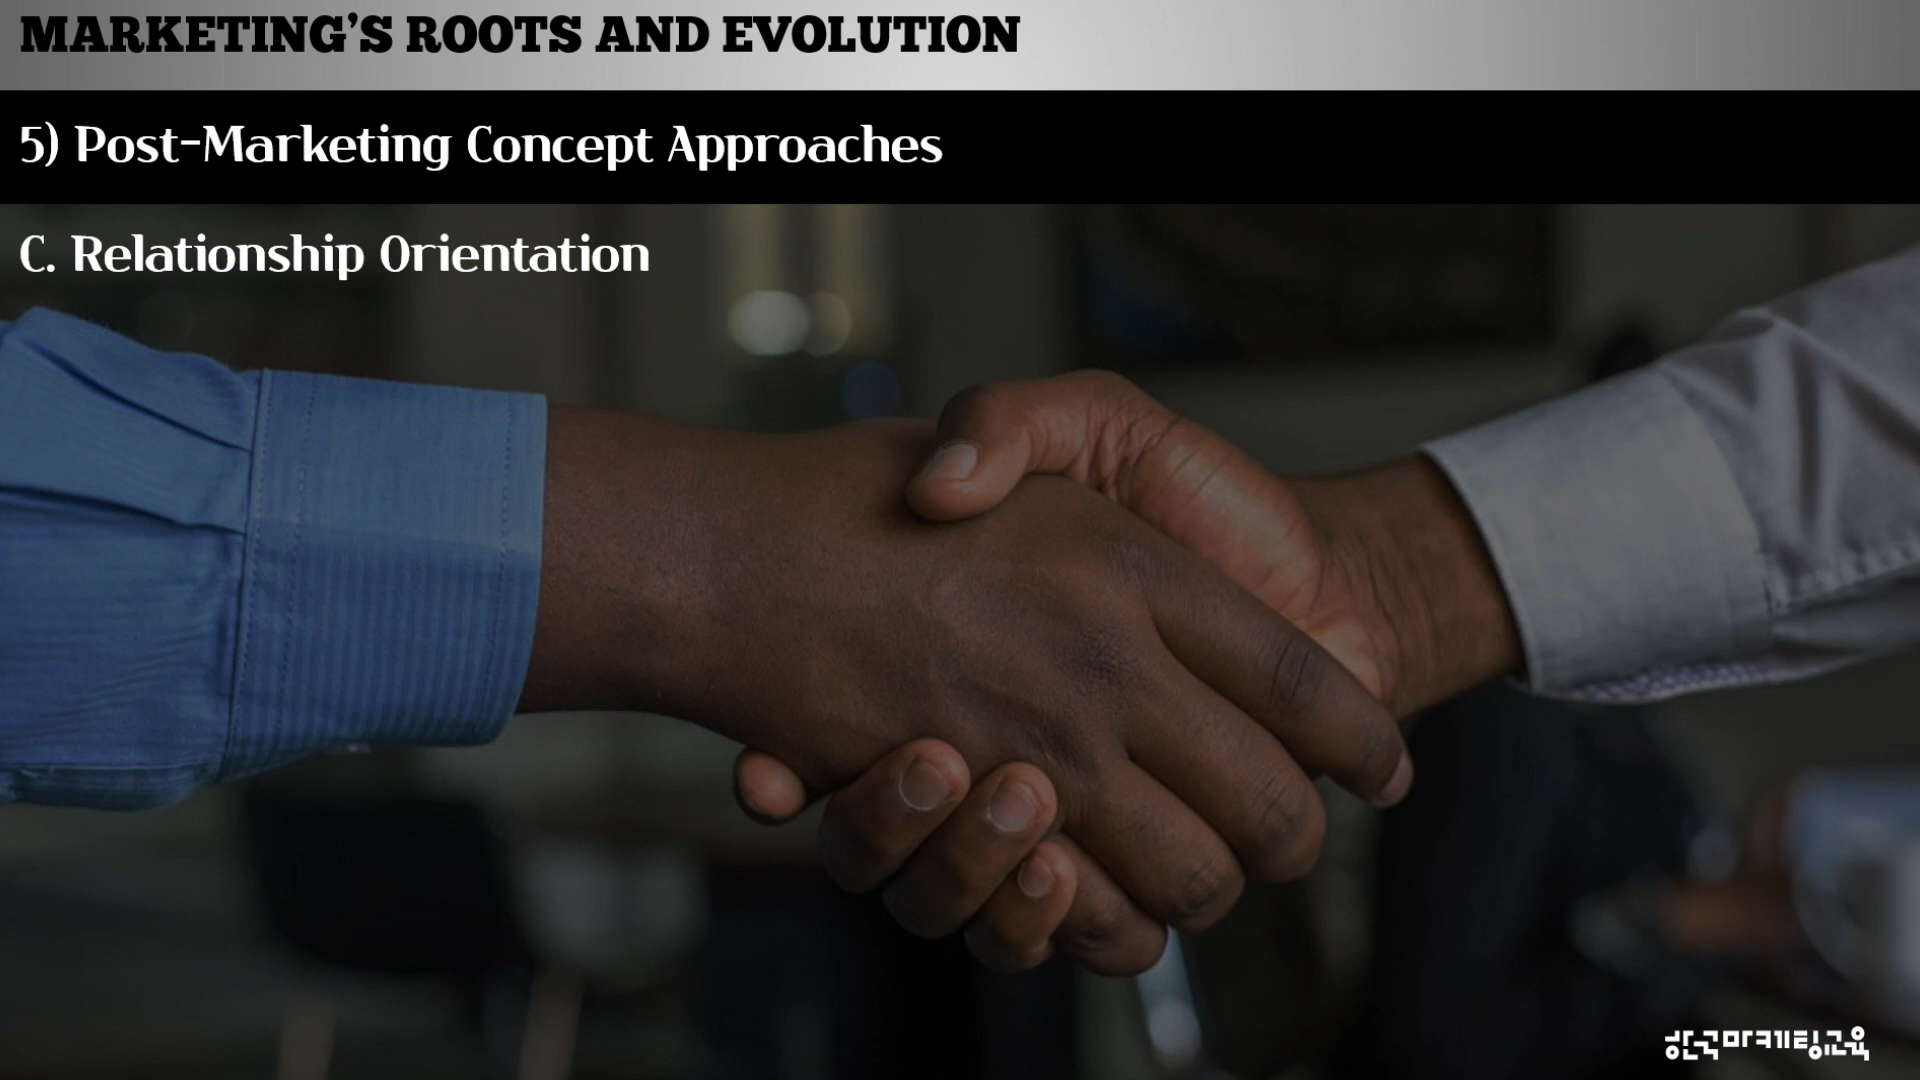 MARKETING’S ROOTS AND EVOLUTION
5) Post-Marketing Concept Approaches
C. Relationship Orientation
한국마케팅교육